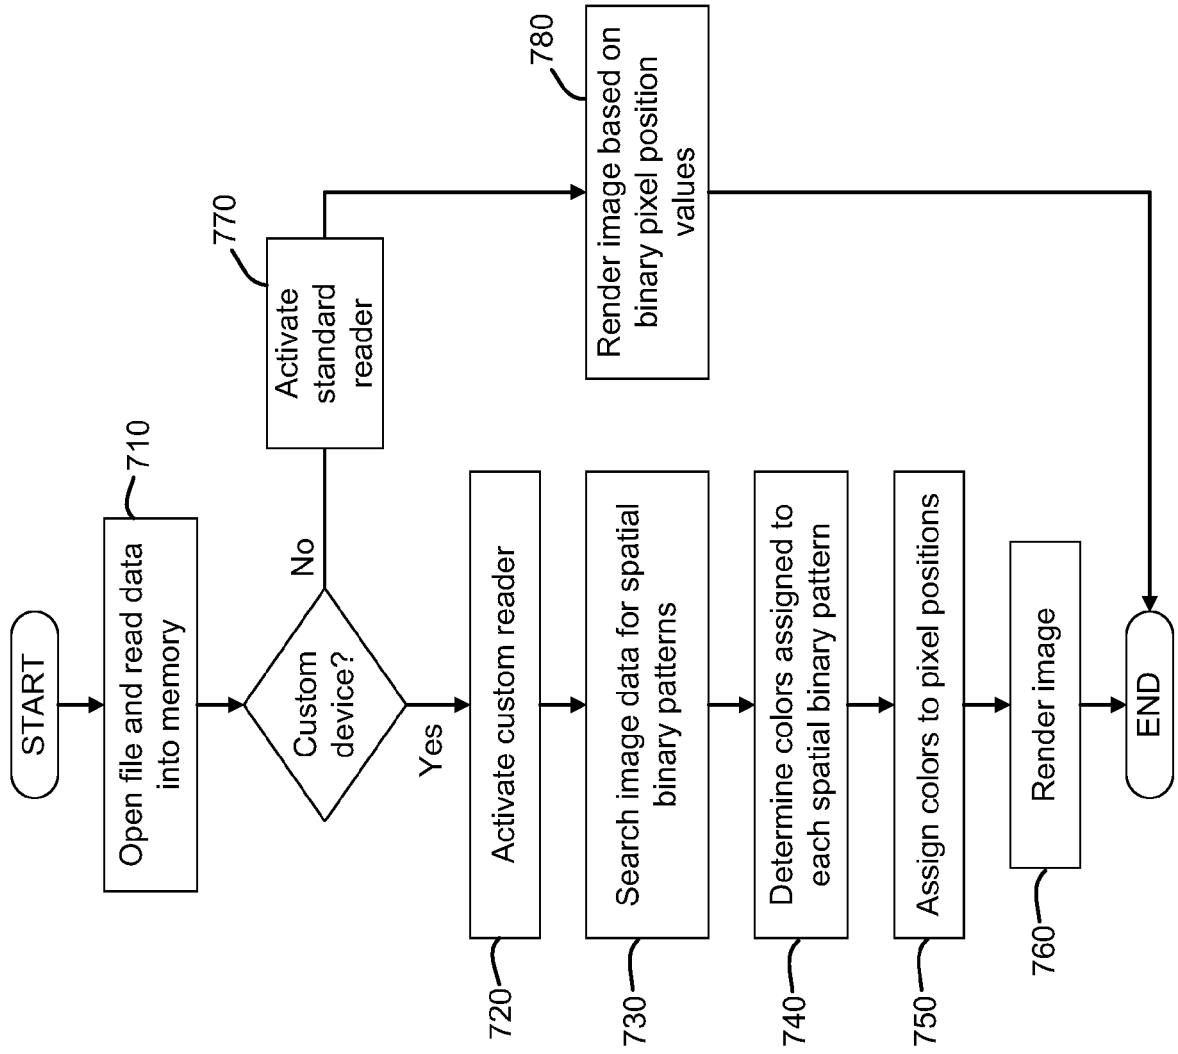 START
Open file and read data
into memory
710
Custom
device?
No
Yes
Activate
standard
reader
770
Render image based on
binary pixel position
values
780
Activate custom reader
720
Search image data for spatial
binary patterns
730
Determine colors assigned to
each spatial binary pattern
740
Assign colors to pixel positions
750
Render image
760
END